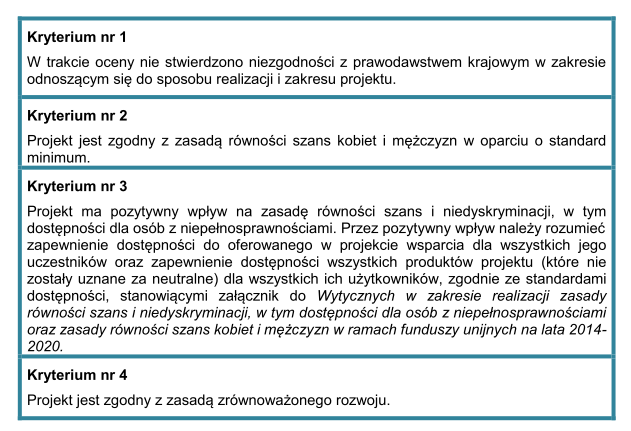 Kryterium nr 1
W trakcie oceny nie stwierdzono niezgodności z prawodawstwem krajowym w zakresie
odnoszącym się do sposobu realizacji i zakresu projektu.
Kryterium nr 2
Projekt jest zgodny z zasadą równości szans kobiet i mężczyzn w oparciu o standard
minimum.
Kryterium nr 3
Projekt ma pozytywny wpływ na zasadę równości szans i niedyskryminacji, w tym
dostępności dla osób z niepełnosprawnościami. Przez pozytywny wpływ należy rozumieć
zapewnienie dostępności do oferowanego w projekcie wsparcia dla wszystkich jego
uczestników oraz zapewnienie dostępności wszystkich produktów projektu (które nie
zostały uznane za neutralne) dla wszystkich ich użytkowników, zgodnie ze standardami
dostępności, stanowiącymi załącznik do Wytycznych w zakresie realizacji zasady
równości szans i niedyskryminacji, w tym dostępności dla osób z niepełnosprawnościami
oraz zasady równości szans kobiet i mężczyzn w ramach funduszy unijnych na lata 2014-
2020.
Kryterium nr 4
Projekt jest zgodny z zasadą zrównoważonego rozwoju.